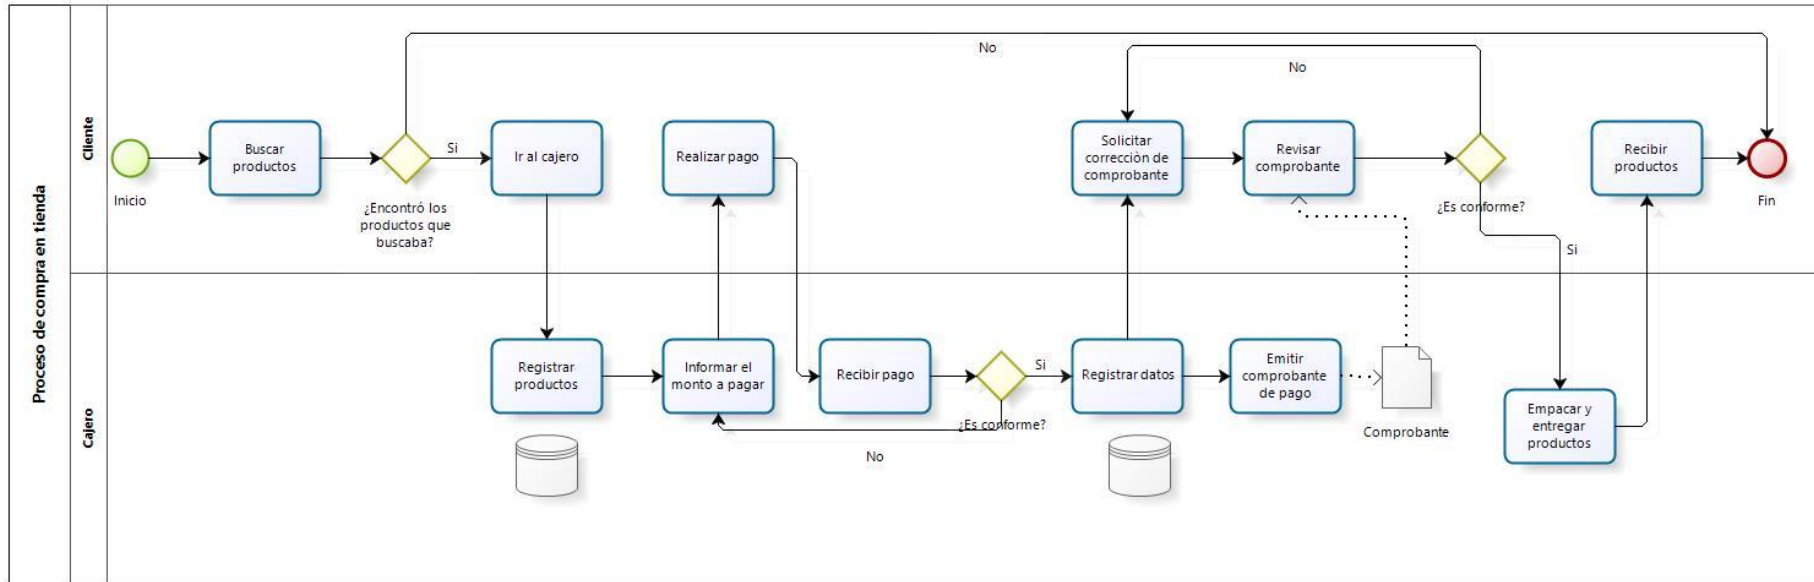 Proceso de compra en tienda
Cliente
Inicio
Buscar
productos
¿Encontró los
productos que
buscaba?
Si
No
Ir al cajero
Realizar pago
Solicitar
correcciòn de
comprobante
Revisar
comprobante
No
¿Es conforme?
Si
Recibir
productos
Fin
Cajero
Registrar
productos
Informar el
monto a pagar
Recibir pago
¿Es conforme?
No
Si
Registrar datos
Emitir
comprobante
de pago
Comprobante
Empacar y
entregar
productos